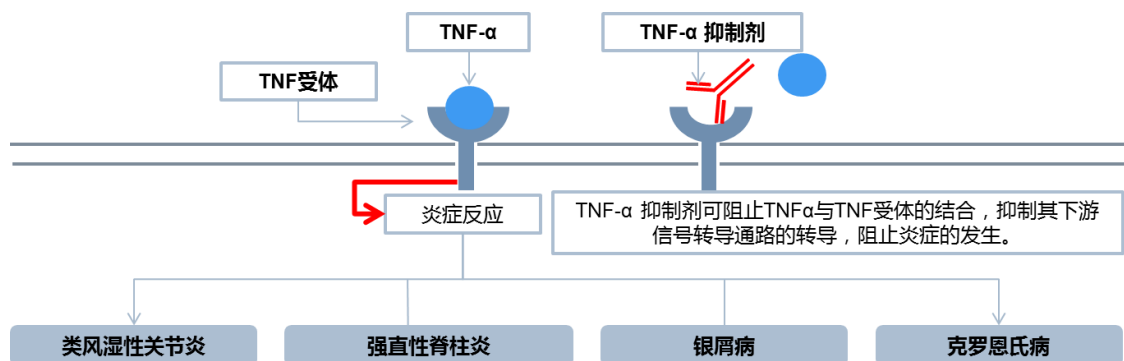 TNF-α
TNF-α 抑制剂
TNF受体
炎症反应
TNF-α 抑制剂可阻止TNFα与TNF受体的结合，抑制其下游
信号转导通路的转导，阻止炎症的发生。
类风湿性关节炎
强直性脊柱炎
银屑病
克罗恩氏病